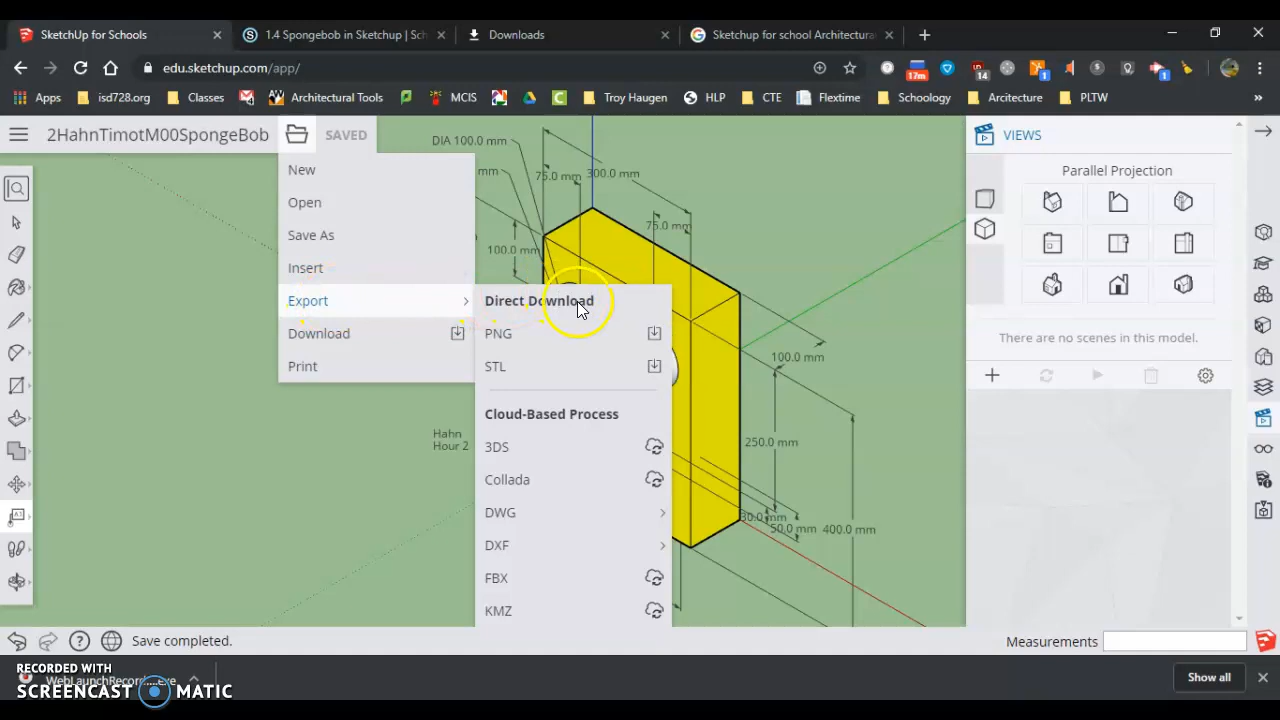 SketchUp for Schools
1.4 Spongebob in Sketchup | Sch
Downloads
Sketchup for school Architectura
edu.sketchup.com/app/
17m
14
1
1
Apps
isd728.org
Classes
Architectural Tools
MCIS
Troy Haugen
HLP
CTE
Flextime
Schoology
Arcitecture
PLTW
2HahnTimotM00SpongeBob
SAVED
New
Open
Save As
Insert
Export
Download
Print
Direct Download
PNG
STL
Cloud-Based Process
3DS
Collada
DWG
DXF
FBX
KMZ
DIA 100.0 mm
mm
75.0 mm
300.0 mm
75.0 mm
100.0 mm
100.0 mm
250.0 mm
30.0 mm
50.0 mm
400.0 mm
Hahn
Hour 2
VIEWS
Parallel Projection
There are no scenes in this model.
Save completed.
Measurements
RECORDED WITH
SCREENCAST MATIC
Show all